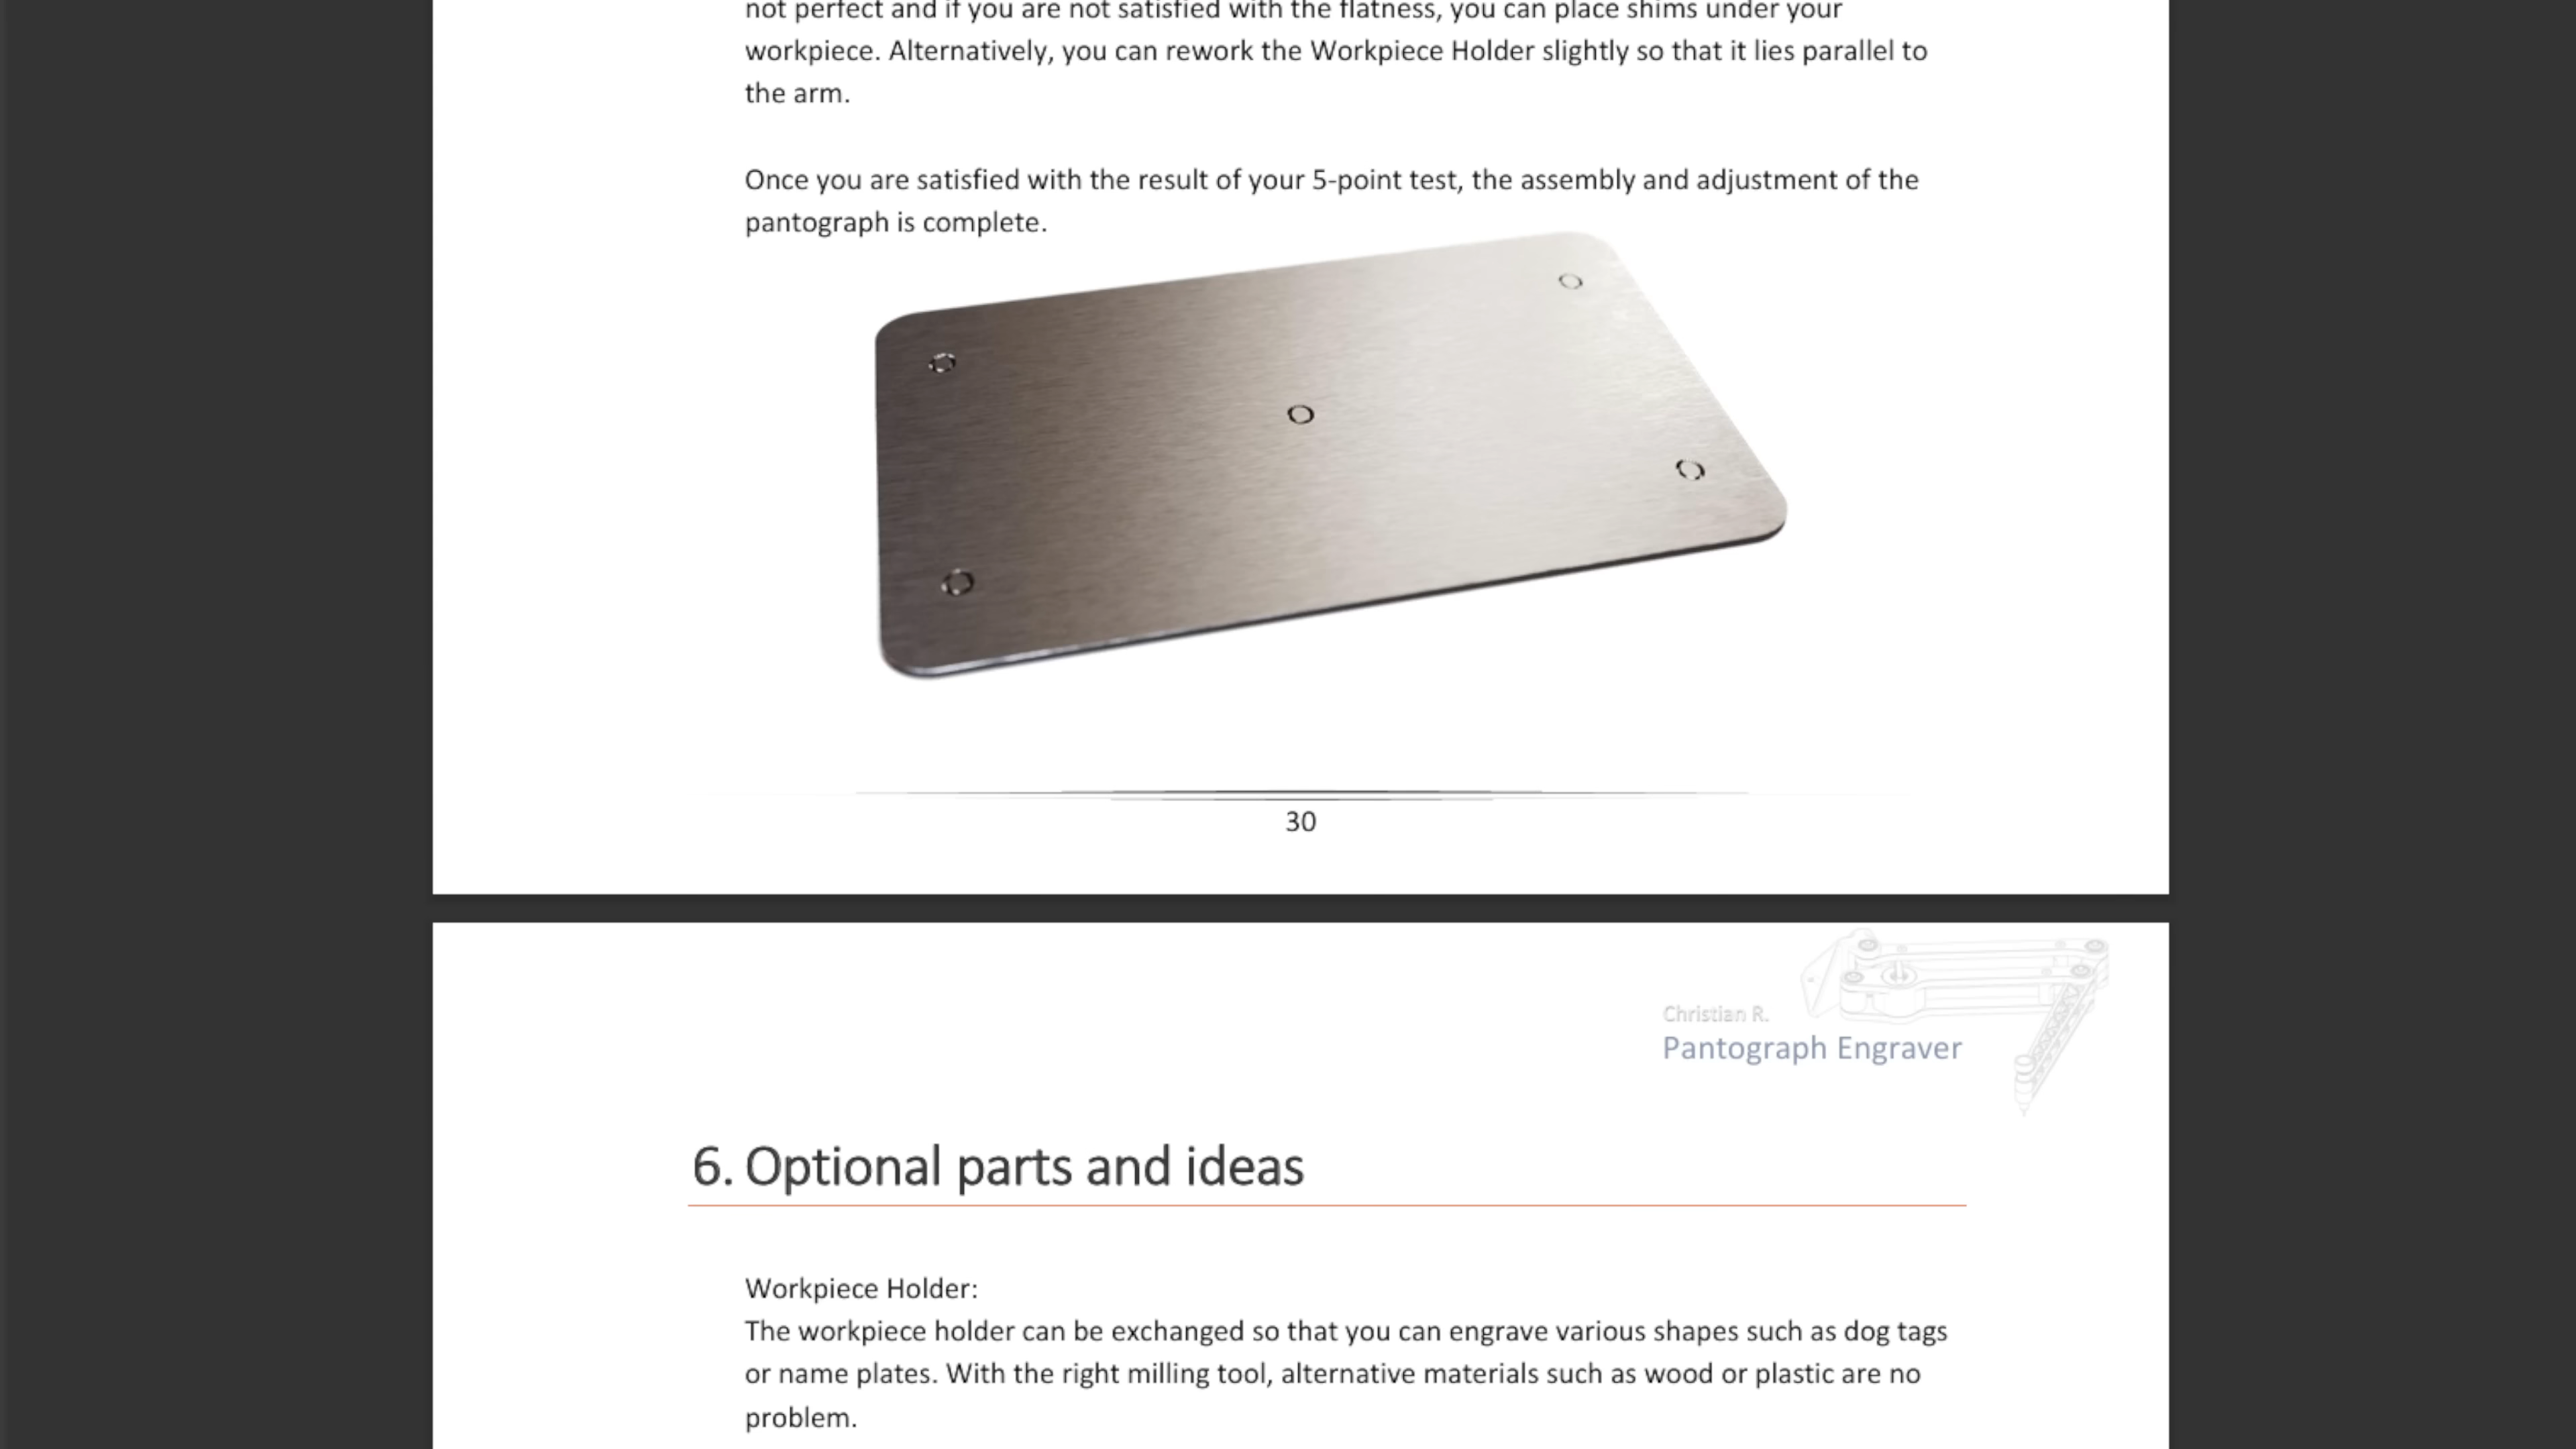 not perfect and if you are not satisfied with the flatness, you can place shims under your
workpiece. Alternatively, you can rework the Workpiece Holder slightly so that it lies parallel to
the arm.
Once you are satisfied with the result of your 5-point test, the assembly and adjustment of the
pantograph is complete.
30
Christian R.
Pantograph Engraver
6. Optional parts and ideas
Workpiece Holder:
The workpiece holder can be exchanged so that you can engrave various shapes such as dog tags
or name plates. With the right milling tool, alternative materials such as wood or plastic are no
problem.